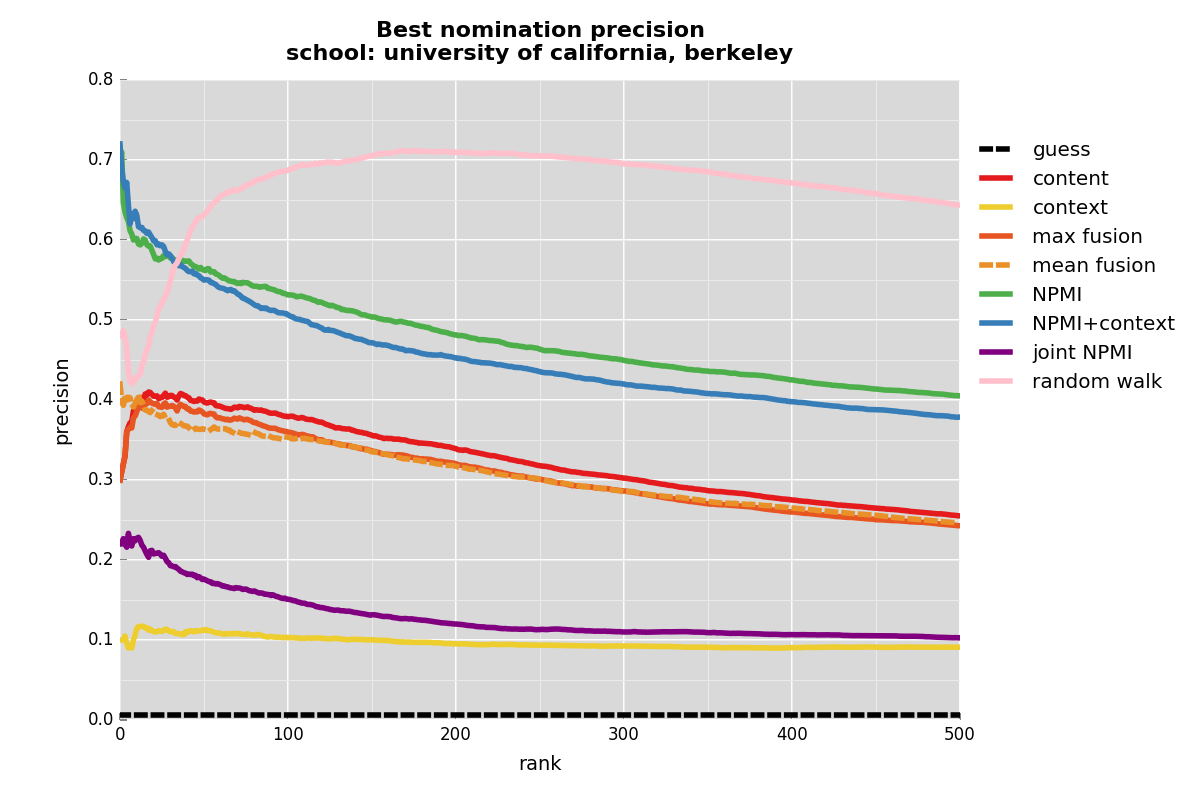 Best nomination precision
school: university of california, berkeley
precision
0.8
0.7
0.6
0.5
0.4
0.3
0.2
0.1
0.0
0 100 200 300 400 500
rank
guess
content
context
max fusion
mean fusion
NPMI
NPMI+context
joint NPMI
random walk